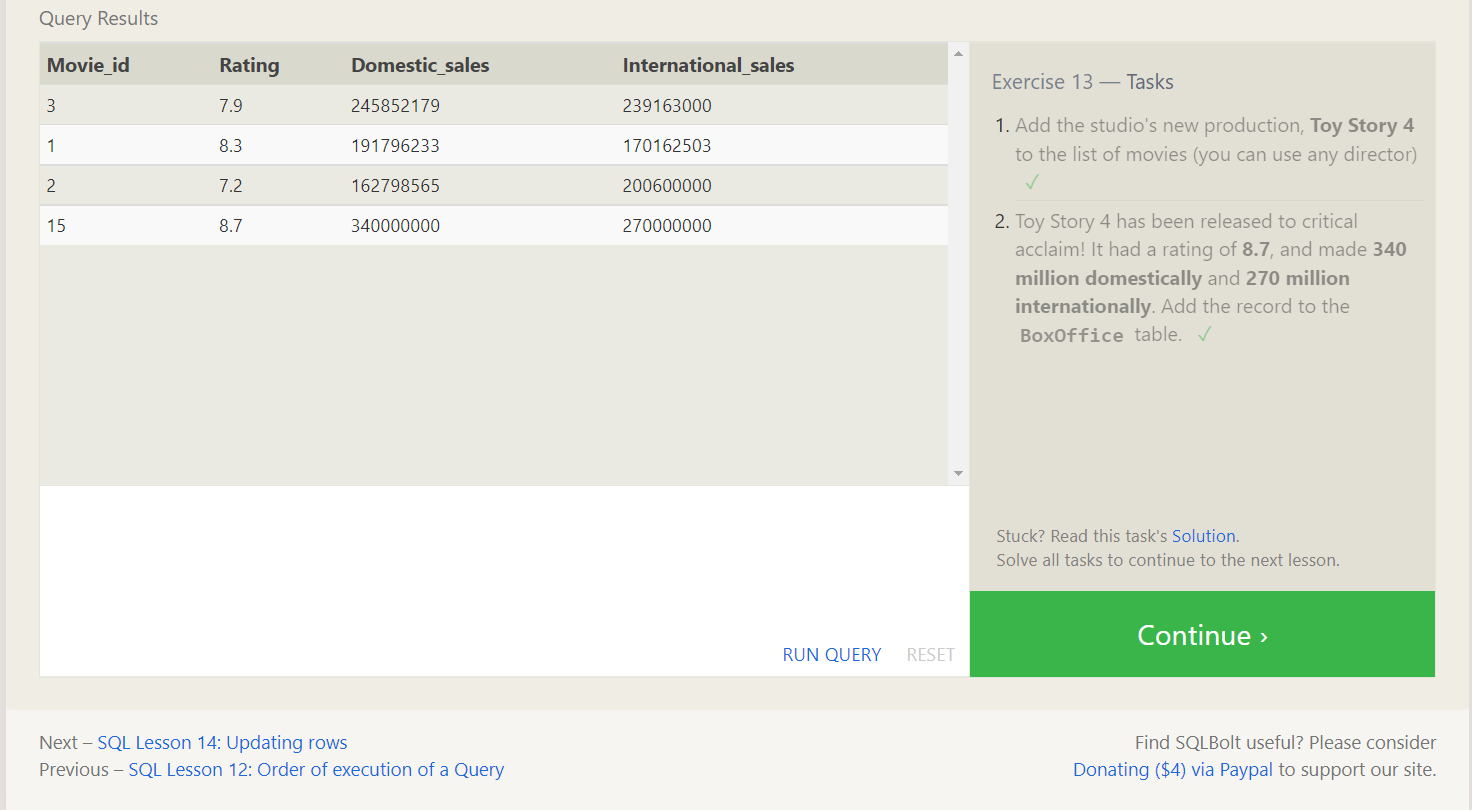 Query Results
Movie_id Rating Domestic_sales International_sales
3 7.9 245852179 239163000
1 8.3 191796233 170162503
2 7.2 162798565 200600000
15 8.7 340000000 270000000
RUN QUERY RESET
Exercise 13 — Tasks
1. Add the studio's new production, Toy Story 4
to the list of movies (you can use any director)
✓
2. Toy Story 4 has been released to critical
acclaim! It had a rating of 8.7, and made 340
million domestically and 270 million
internationally. Add the record to the
BoxOffice table. ✓
Stuck? Read this task's Solution.
Solve all tasks to continue to the next lesson.
Continue ›
Next – SQL Lesson 14: Updating rows
Previous – SQL Lesson 12: Order of execution of a Query
Find SQLBolt useful? Please consider
Donating ($4) via Paypal to support our site.